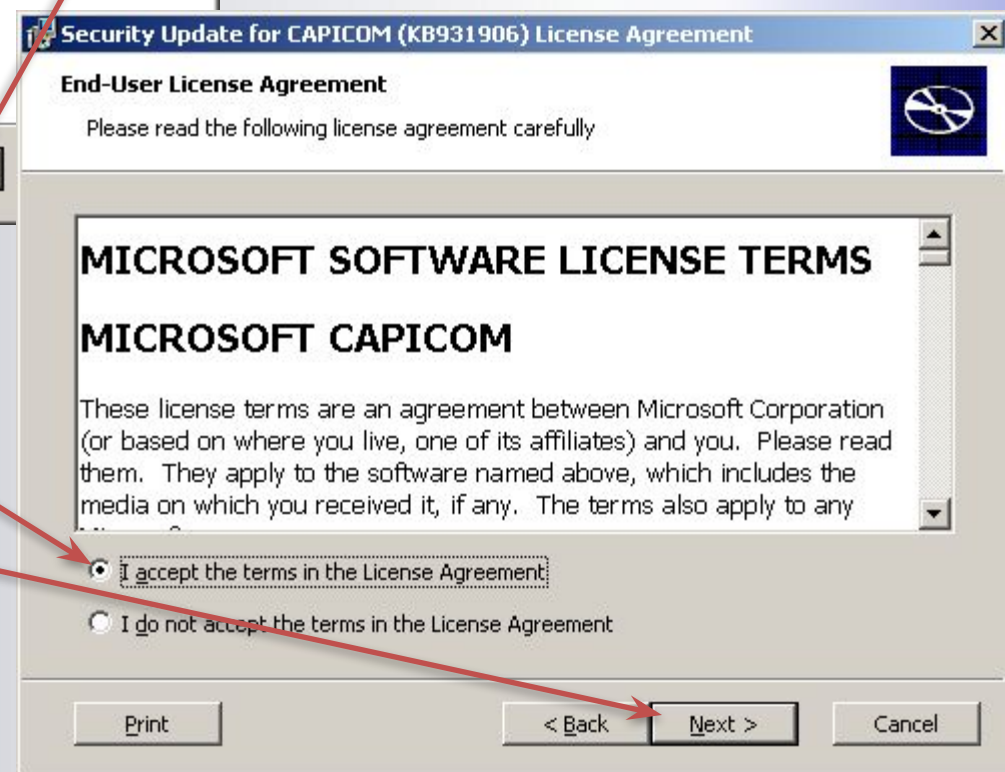 Security Update for CAPICOM (KB931906) License Agreement
End-User License Agreement
Please read the following license agreement carefully
MICROSOFT SOFTWARE LICENSE TERMS
MICROSOFT CAPICOM
These license terms are an agreement between Microsoft Corporation
(or based on where you live, one of its affiliates) and you. Please read
them. They apply to the software named above, which includes the
media on which you received it, if any. The terms also apply to any
I accept the terms in the License Agreement
I do not accept the terms in the License Agreement
Print
< Back
Next >
Cancel